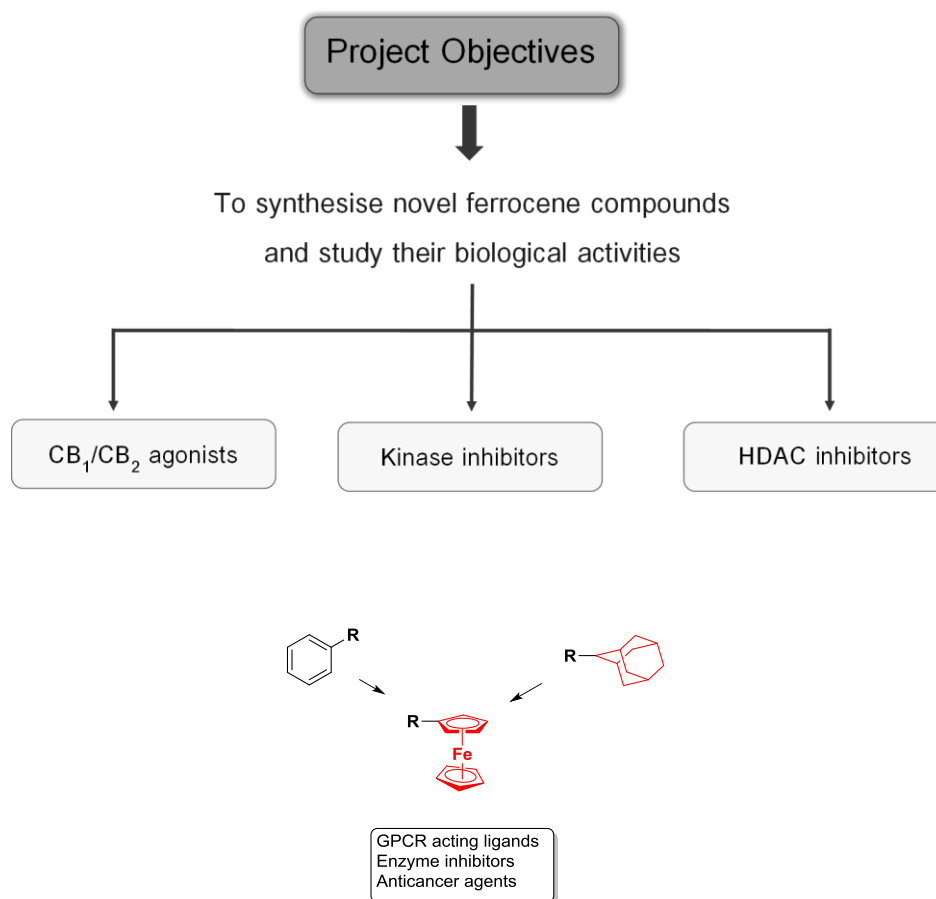 Project Objectives
To synthesise novel ferrocene compounds
and study their biological activities
CB₁/CB₂ agonists
Kinase inhibitors
HDAC inhibitors
R
R
R
Fe
GPCR acting ligands
Enzyme inhibitors
Anticancer agents